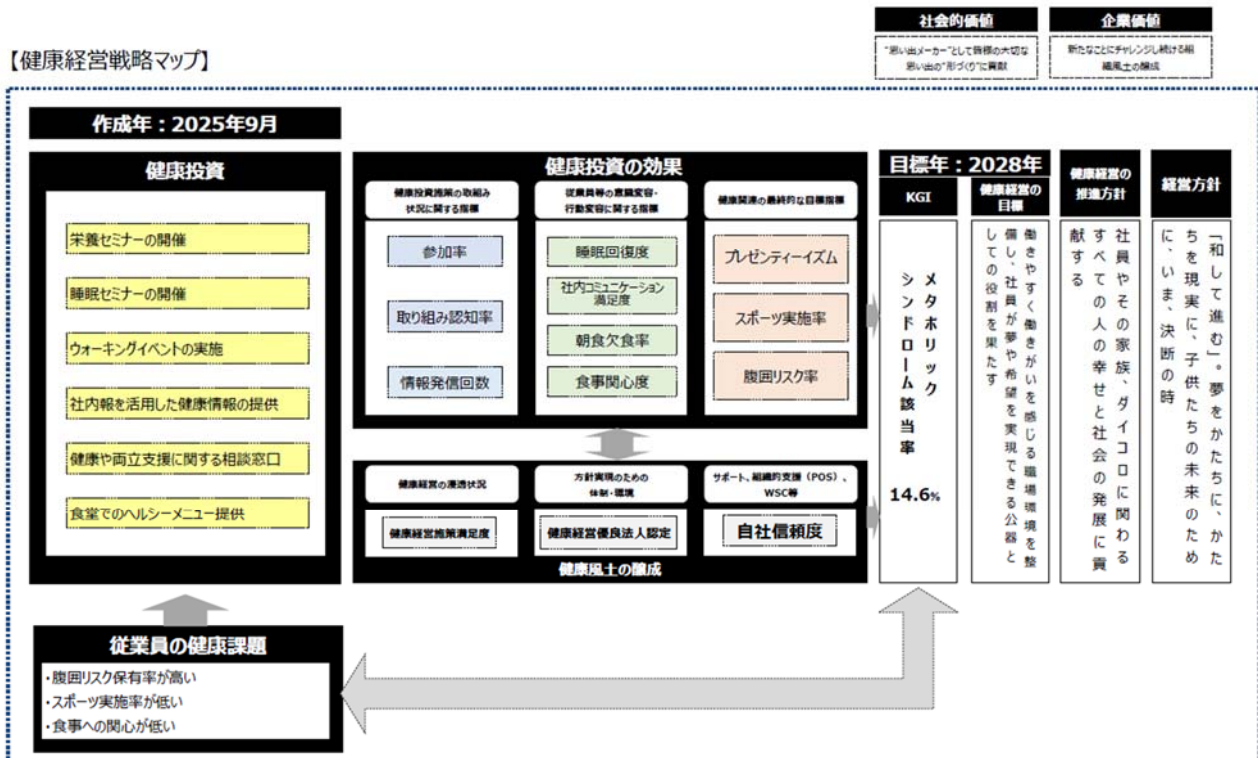 社会的価値
"思い出メーカー"として皆様の大切な
思い出の"形づくり"に貢献
企業価値
新たなことにチャレンジし続ける組
織風土の醸成
【健康経営戦略マップ】
作成年：2025年9月
健康投資
栄養セミナーの開催
睡眠セミナーの開催
ウォーキングイベントの実施
社内報を活用した健康情報の提供
健康や両立支援に関する相談窓口
食堂でのヘルシーメニュー提供
健康投資の効果
健康投資施策の取組み
状況に関する指標
参加率
取り組み認知率
情報発信回数
従業員等の意識変容・
行動変容に関する指標
睡眠回復度
社内コミュニケーション
満足度
朝食欠食率
食事関心度
健康関連の最終的な目標指標
プレゼンティーイズム
スポーツ実施率
腹囲リスク率
健康経営の浸透状況
健康経営施策満足度
方針実現のための
体制・環境
健康経営優良法人認定
サポート、組織的支援（POS）、
WSC等
自社信頼度
健康風土の醸成
目標年：2028年
KGI
メタボリック
シンドローム該当率
14.6%
健康経営の
目標
働きやすく働きがいを感じる職場環境を整
備し、社員が夢や希望を実現できる公器と
しての役割を果たす
健康経営の
推進方針
社員やその家族、ダイコロに関わる
すべての人の幸せと社会の発展に貢
献する
経営方針
「和して進む」。夢をかたちに、かた
ちを現実に、子供たちの未来のため
に、いま、決断の時
従業員の健康課題
・腹囲リスク保有率が高い
・スポーツ実施率が低い
・食事への関心が低い